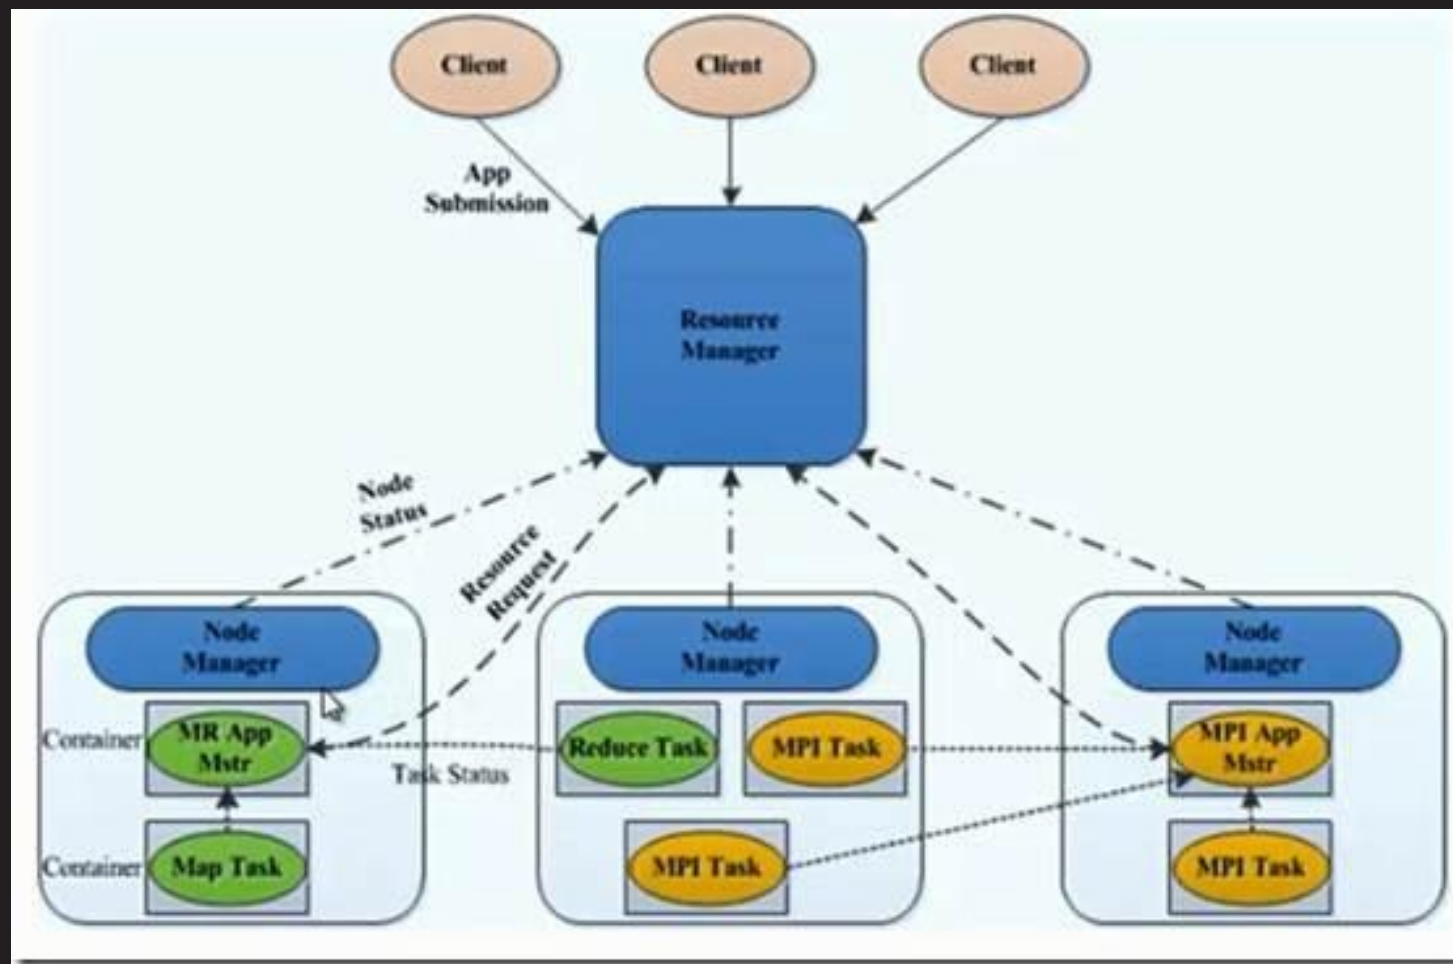 Client
Client
Client
App
Submission
Resource
Manager
Node
Status
Resource
Request
Node
Manager
Node
Manager
Node
Manager
Container
MR App
Mstr
Task Status
Reduce Task
MPI Task
MPI App
Mstr
Container
Map Task
MPI Task
MPI Task